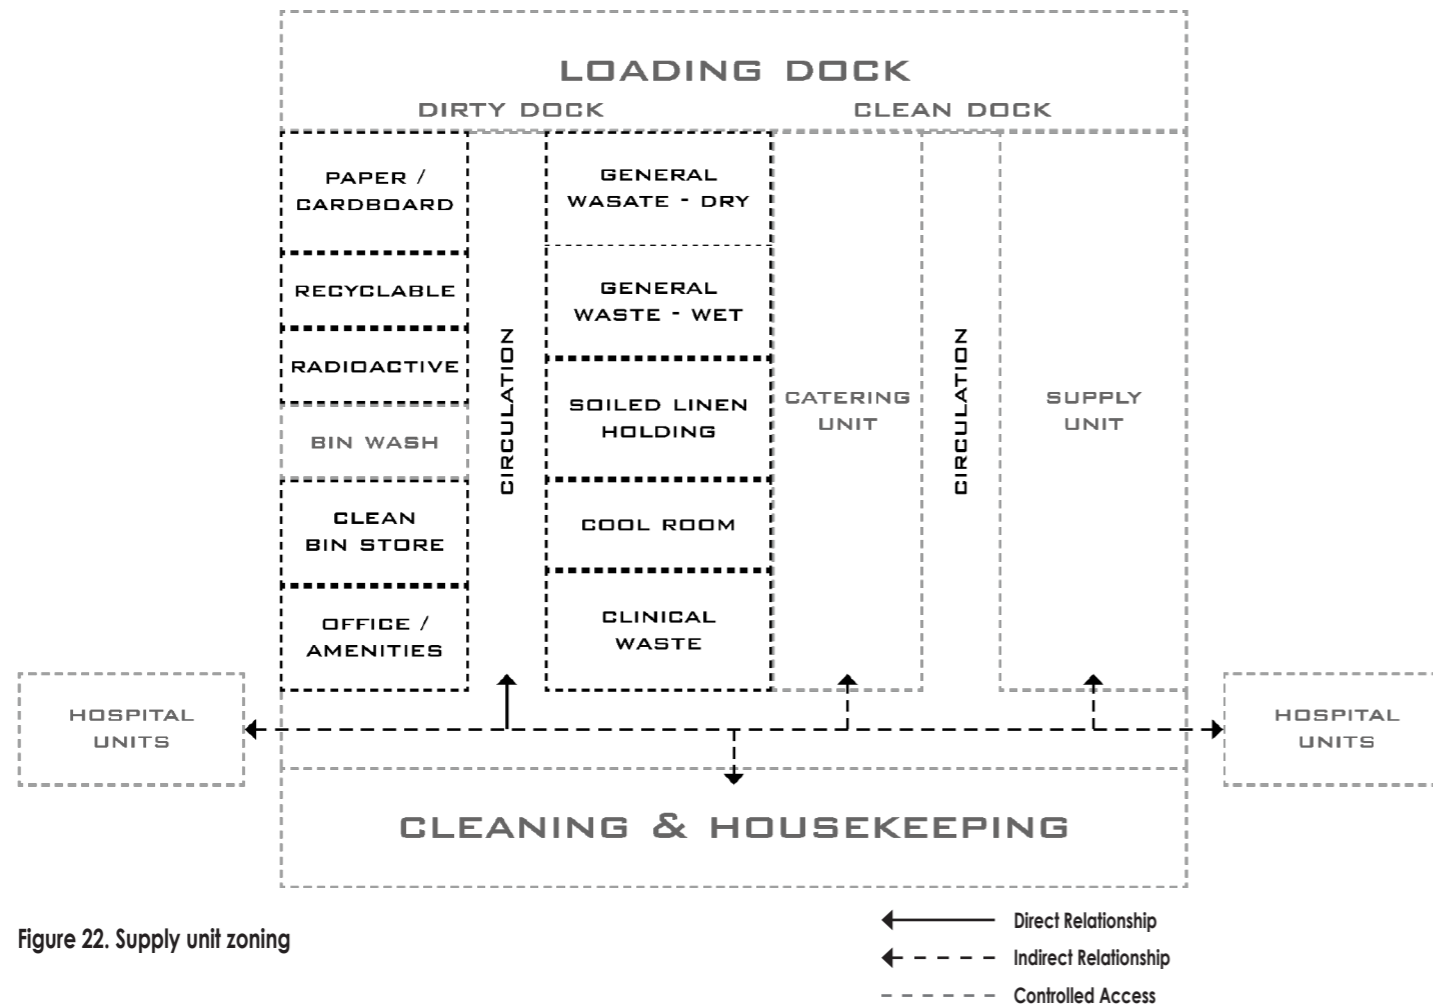 LOADING DOCK
DIRTY DOCK
CLEAN DOCK
PAPER /
CARDBOARD
RECYCLABLE
RADIOACTIVE
BIN WASH
CLEAN
BIN STORE
OFFICE /
AMENITIES
CIRCULATION
GENERAL
WASATE - DRY
GENERAL
WASTE - WET
SOILED LINEN
HOLDING
COOL ROOM
CLINICAL
WASTE
CATERING
UNIT
CIRCULATION
SUPPLY
UNIT
HOSPITAL
UNITS
HOSPITAL
UNITS
CLEANING & HOUSEKEEPING
Figure 22. Supply unit zoning
Direct Relationship
Indirect Relationship
Controlled Access